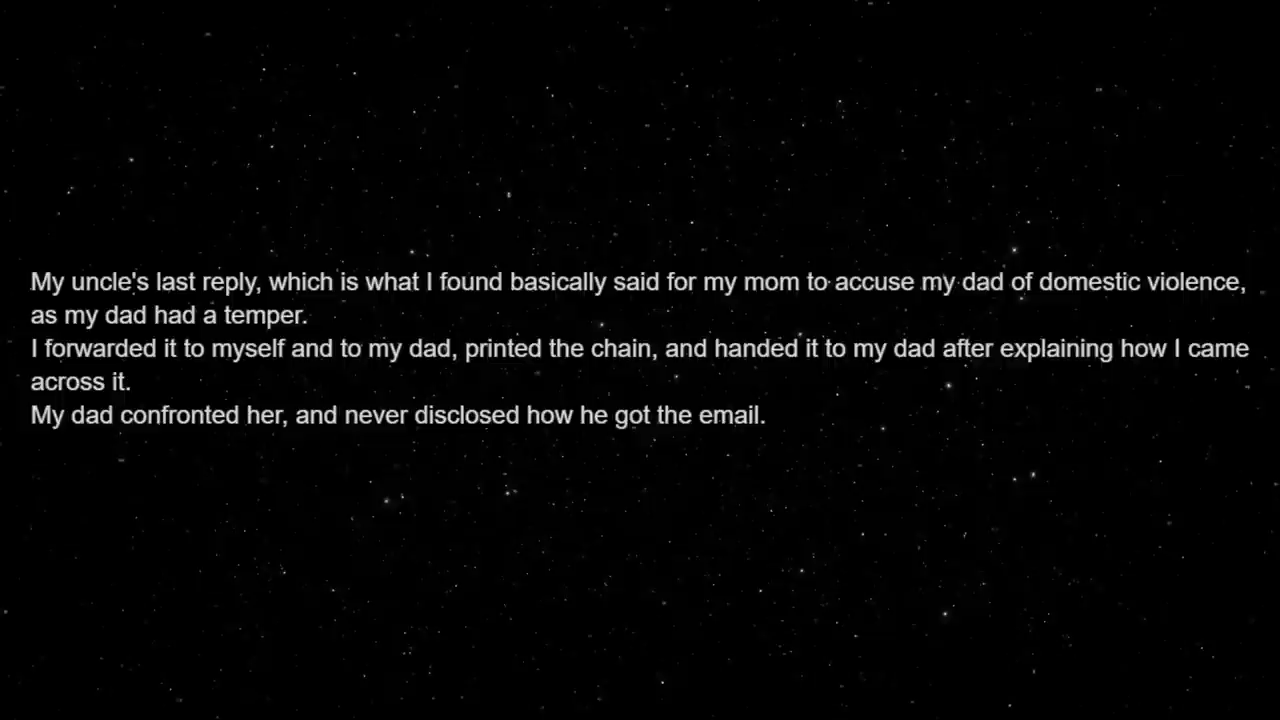 My uncle's last reply, which is what I found basically said for my mom to accuse my dad of domestic violence,
as my dad had a temper.
I forwarded it to myself and to my dad, printed the chain, and handed it to my dad after explaining how I came
across it.
My dad confronted her, and never disclosed how he got the email.